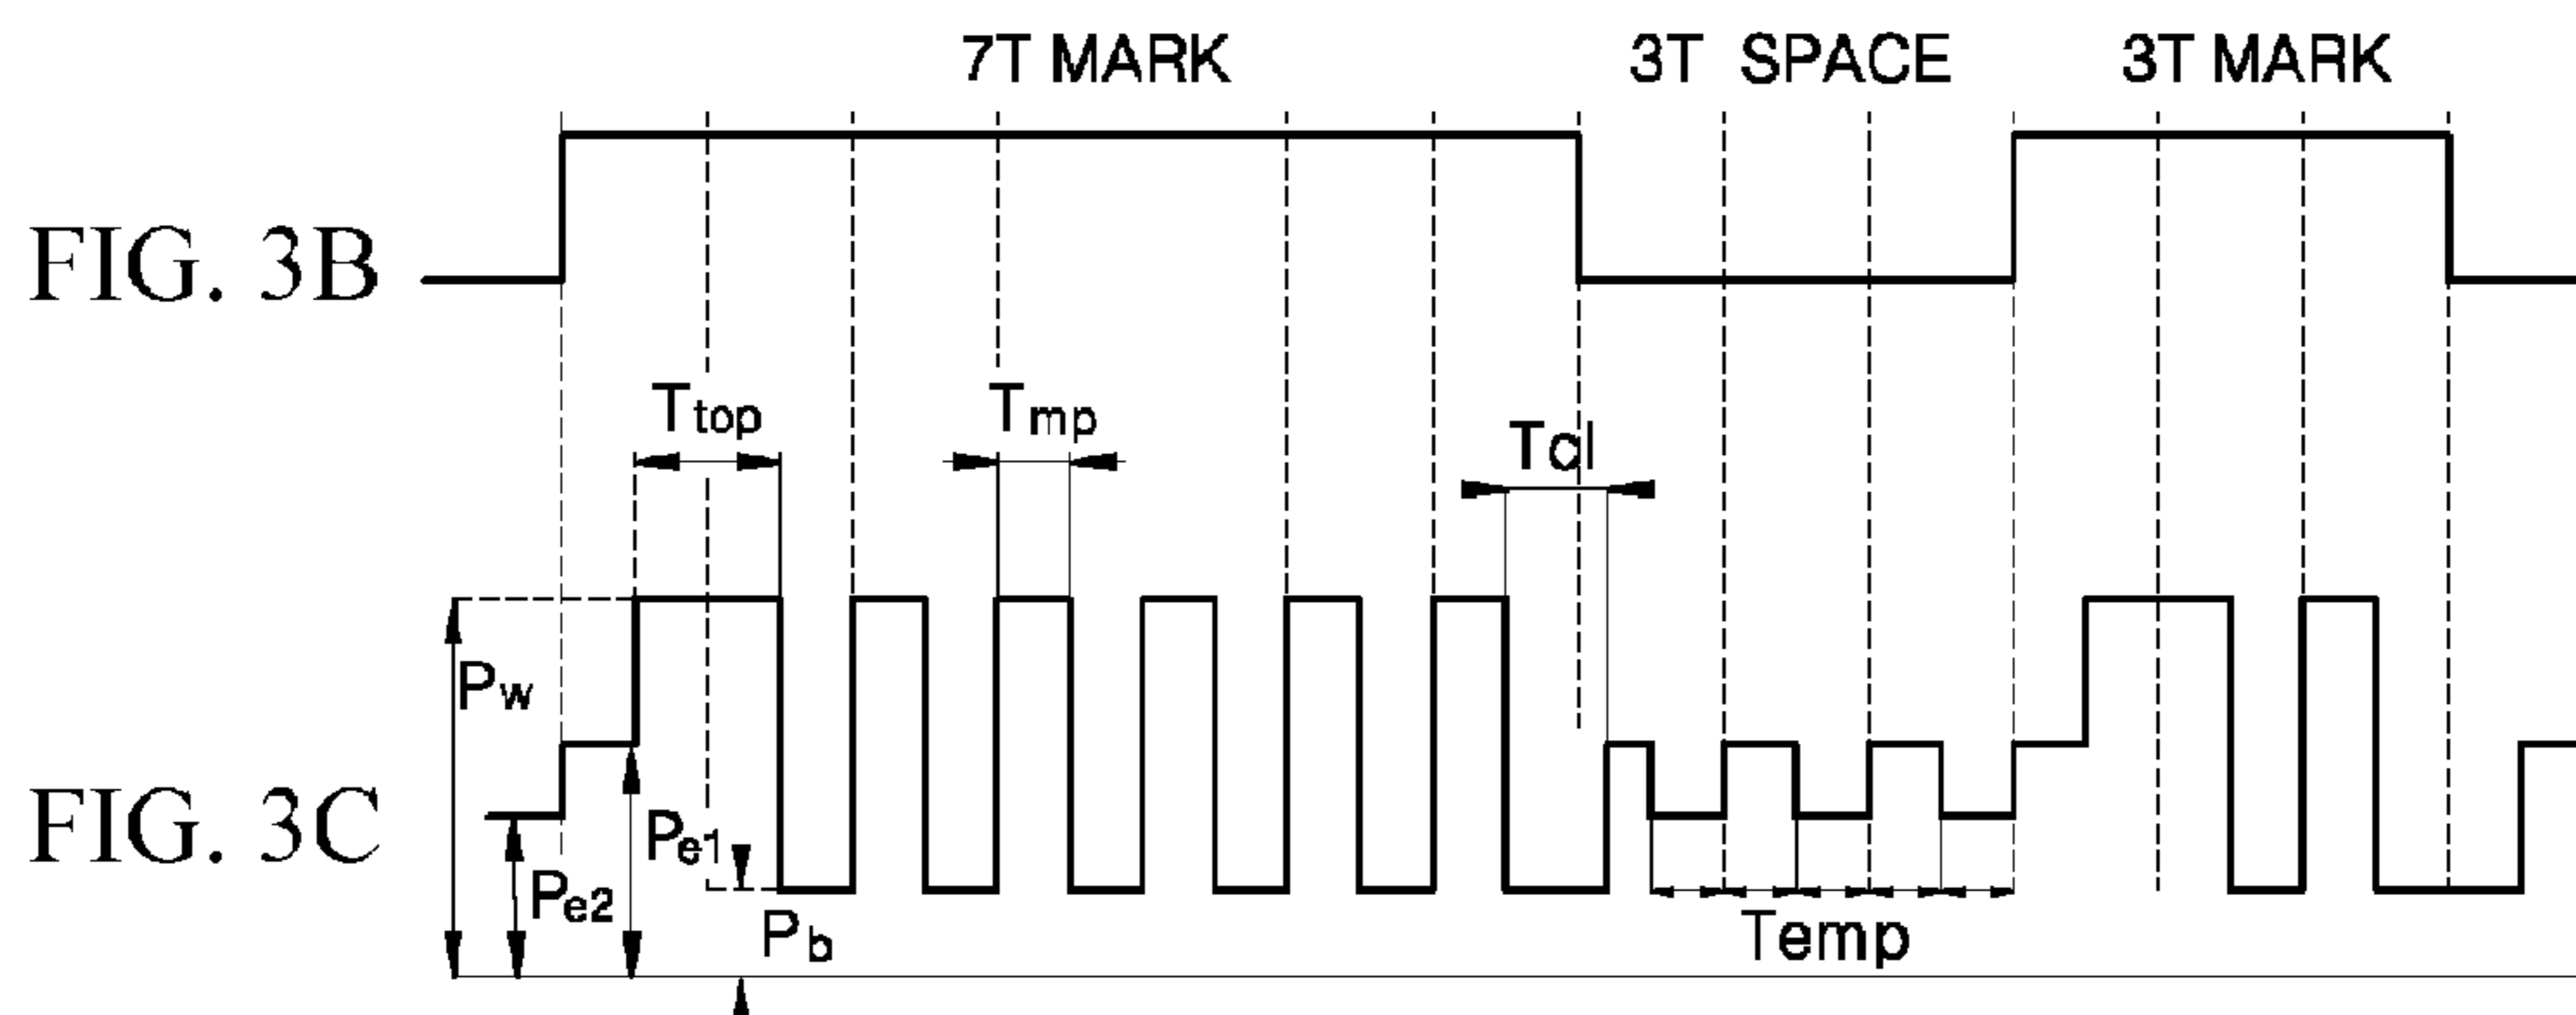 7T MARK 3T SPACE 3T MARK
FIG. 3B
Ttop Tmp Tcl
Pw
FIG. 3C
Pe1
Pe2
Pb
Temp